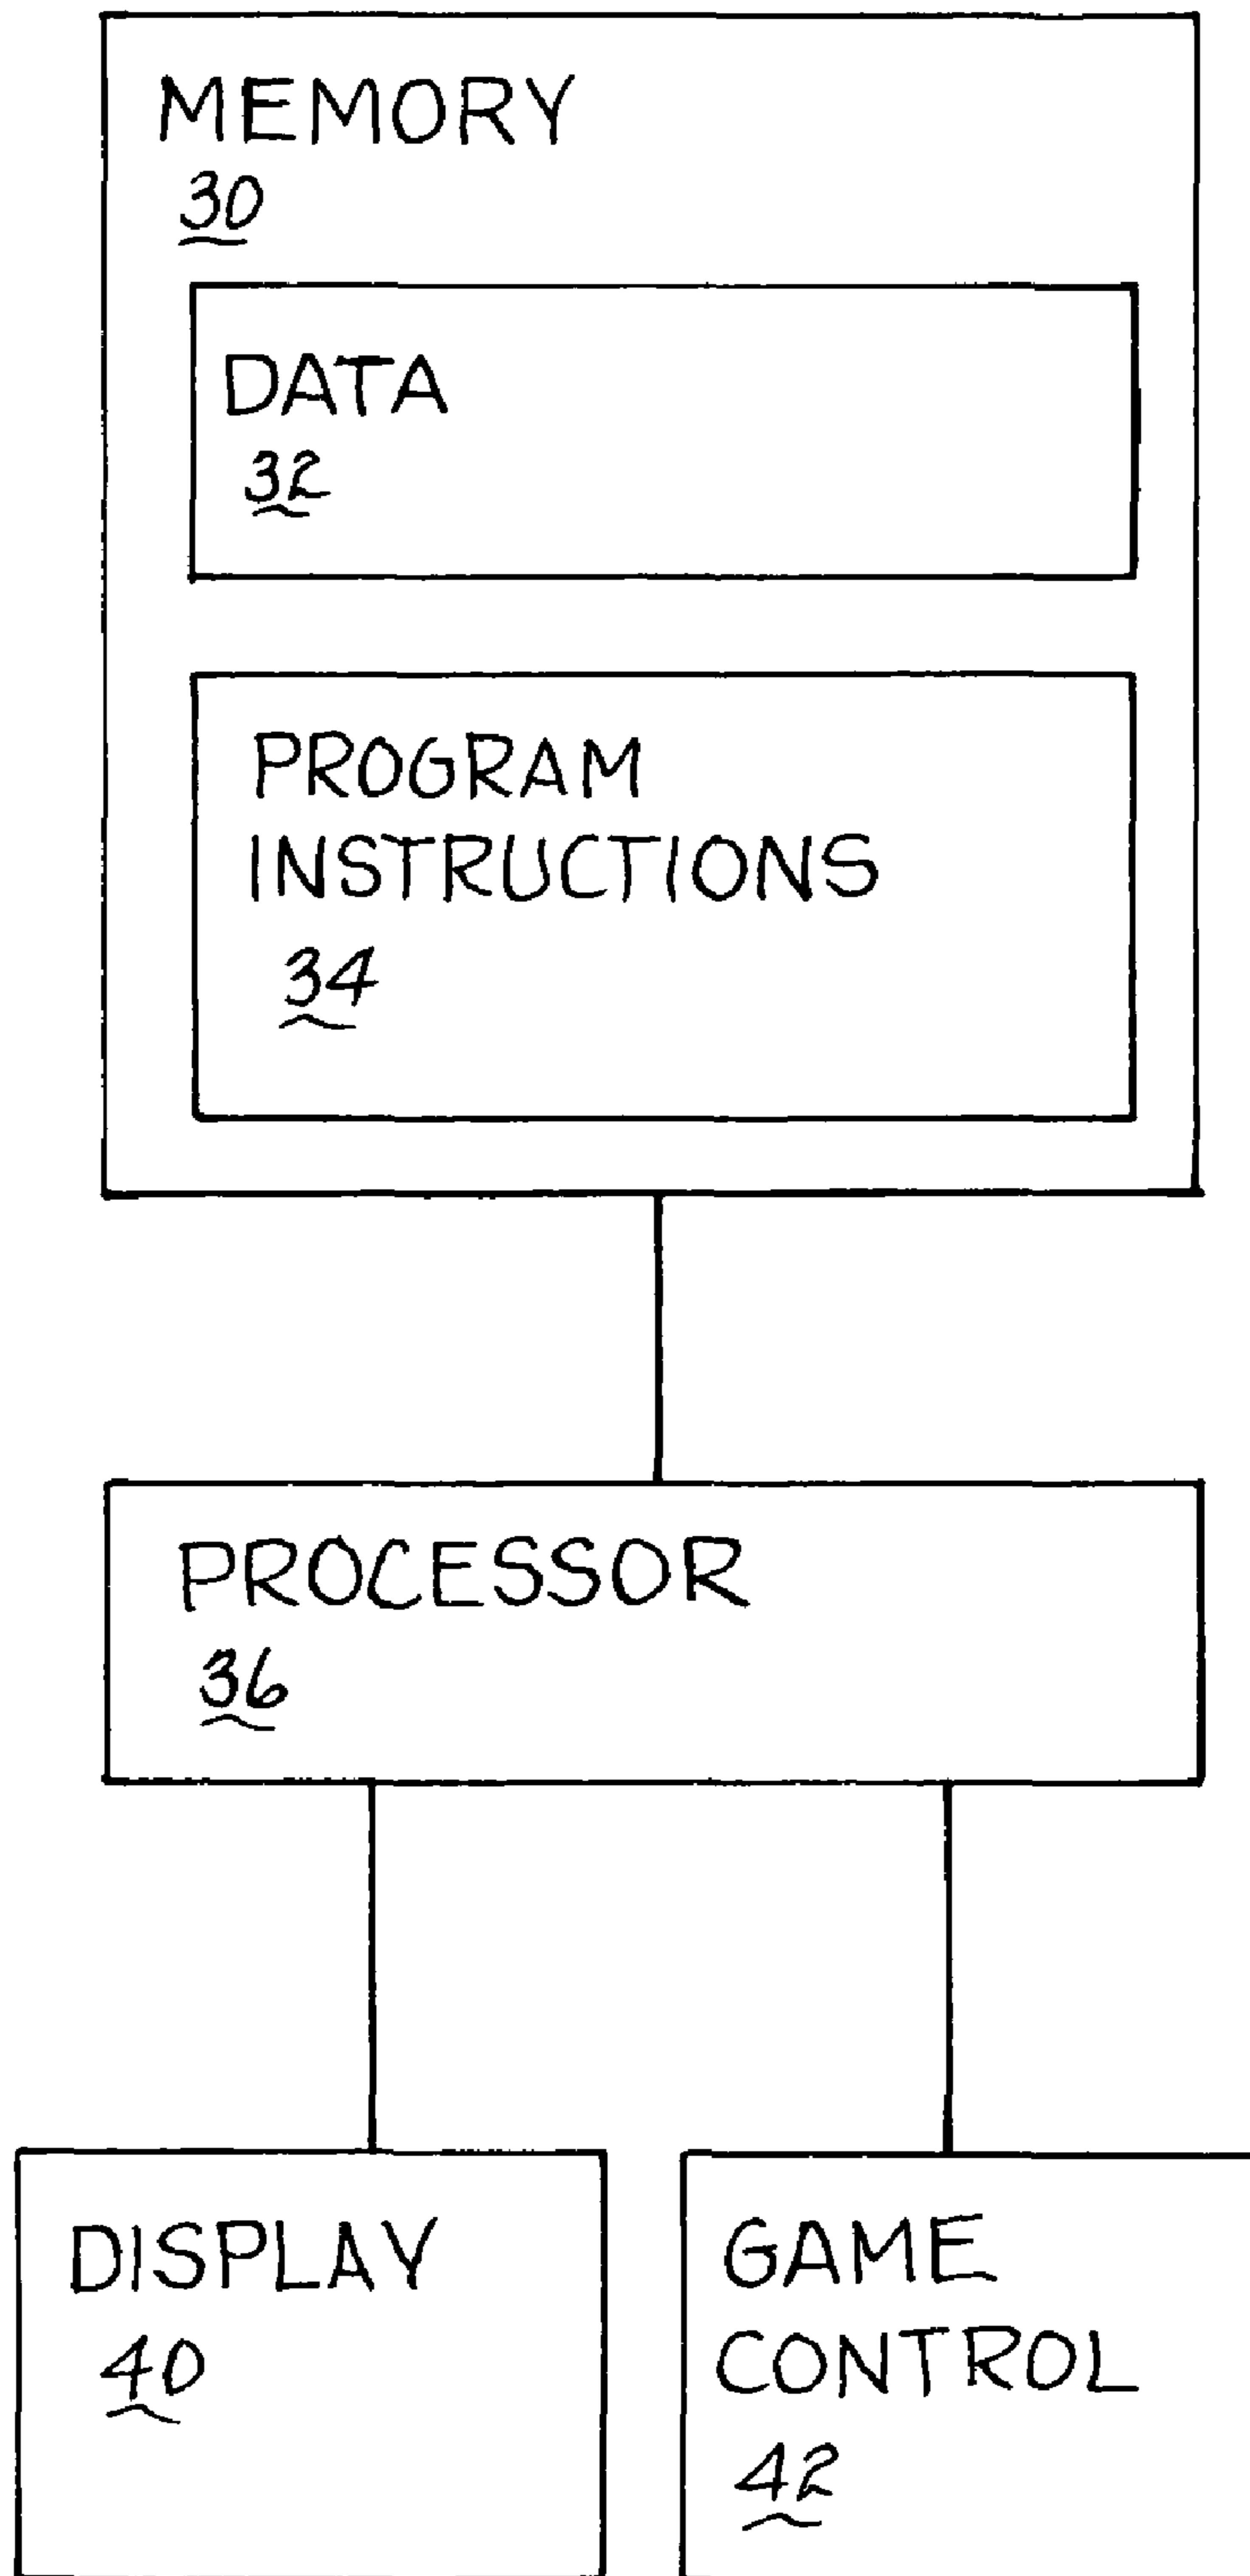 MEMORY
30
DATA
32
PROGRAM
INSTRUCTIONS
34
PROCESSOR
36
DISPLAY
40
GAME
CONTROL
42